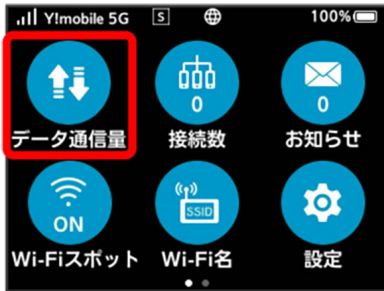 Y!mobile 5G S 100%
データ通信量
0
接続数
0
お知らせ
ON
Wi-Fiスポット
SSID
Wi-Fi名
設定